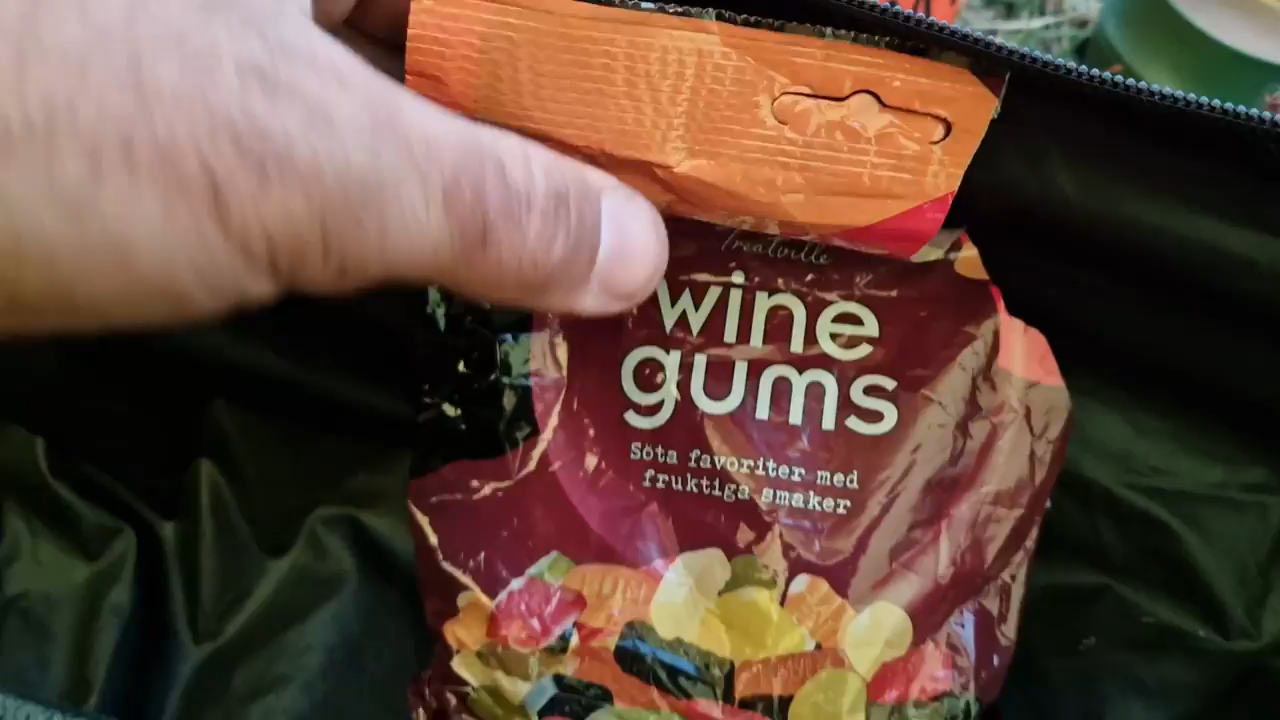 Treatville
wine
gums
Söta favoriter med
fruktiga smaker